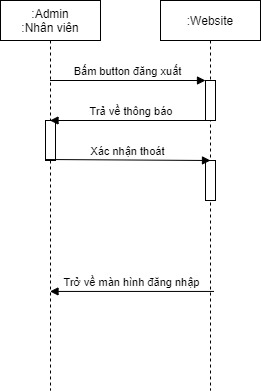 :Admin
:Nhân viên
:Website
Bấm button đăng xuất
Trả về thông báo
Xác nhận thoát
Trở về màn hình đăng nhập